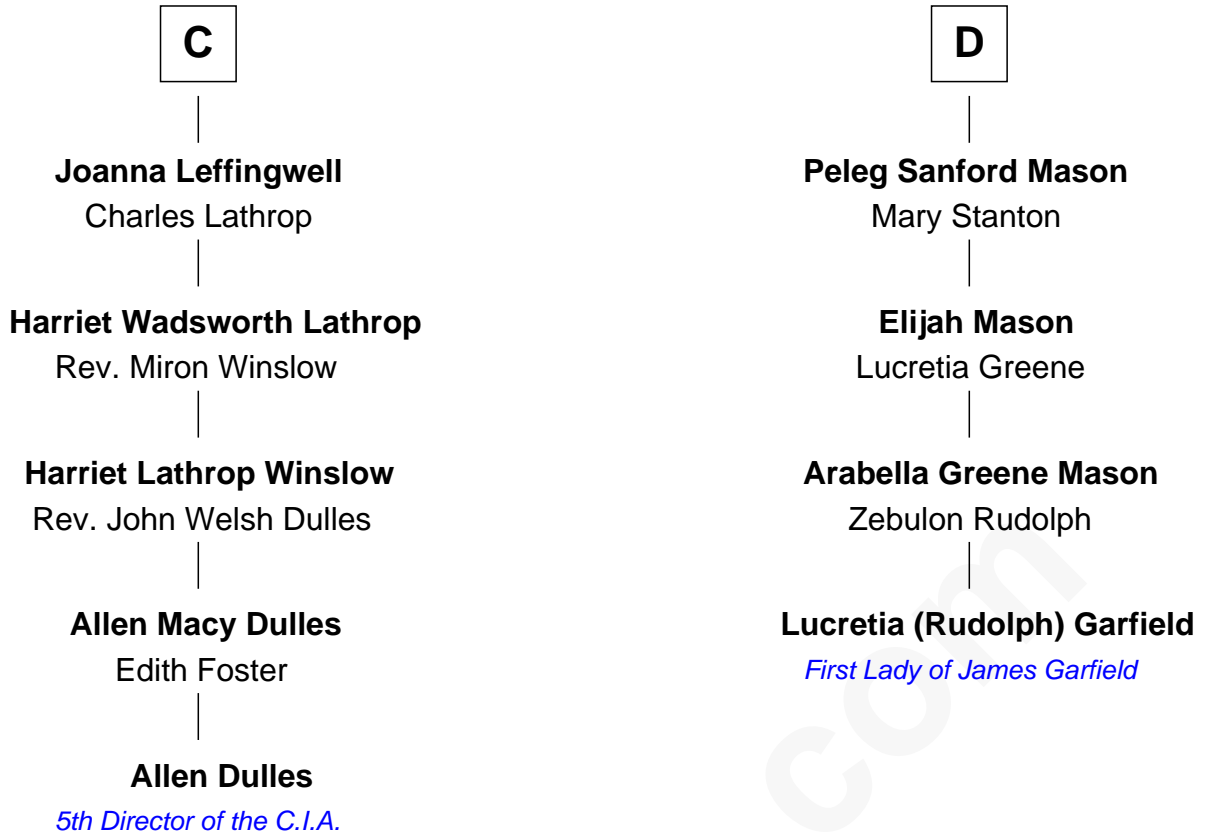 C
Joanna Leffingwell
Charles Lathrop
Harriet Wadsworth Lathrop
Rev. Miron Winslow
Harriet Lathrop Winslow
Rev. John Welsh Dulles
Allen Macy Dulles
Edith Foster
Allen Dulles
5th Director of the C.I.A.
D
Peleg Sanford Mason
Mary Stanton
Elijah Mason
Lucretia Greene
Arabella Greene Mason
Zebulon Rudolph
Lucretia (Rudolph) Garfield
First Lady of James Garfield
com